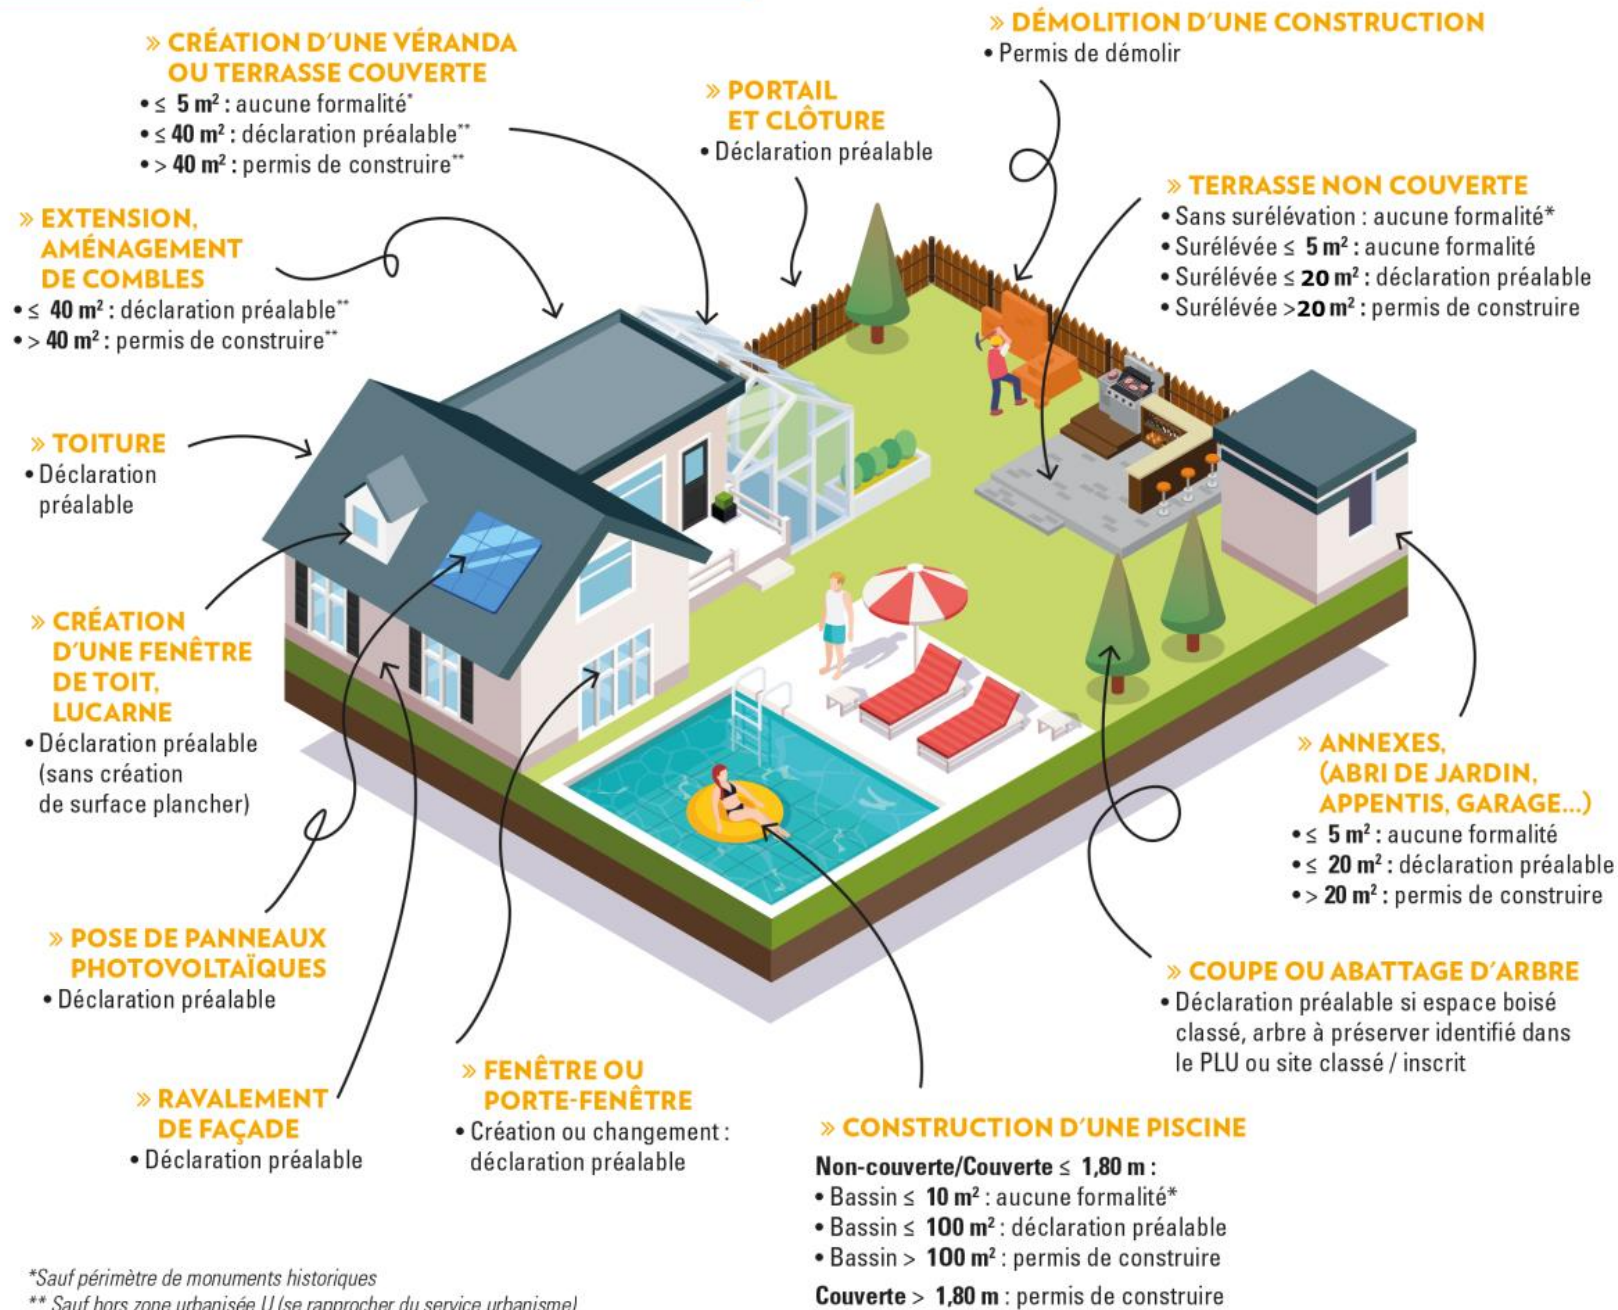 » CRÉATION D'UNE VÉRANDA
OU TERRASSE COUVERTE
• ≤ 5 m² : aucune formalité*
• ≤ 40 m² : déclaration préalable**
• > 40 m² : permis de construire**
» PORTAIL
ET CLÔTURE
• Déclaration préalable
» DÉMOLITION D'UNE CONSTRUCTION
• Permis de démolir
» TERRASSE NON COUVERTE
• Sans surélévation : aucune formalité*
• Surélévée ≤ 5 m² : aucune formalité
• Surélévée ≤ 20 m² : déclaration préalable
• Surélévée >20 m² : permis de construire
» EXTENSION,
AMÉNAGEMENT
DE COMBLES
• ≤ 40 m² : déclaration préalable**
• > 40 m² : permis de construire**
» TOITURE
• Déclaration
préalable
» CRÉATION
D'UNE FENÊTRE
DE TOIT,
LUCARNE
• Déclaration préalable
(sans création
de surface plancher)
» POSE DE PANNEAUX
PHOTOVOLTAÏQUES
• Déclaration préalable
» RAVALEMENT
DE FAÇADE
• Déclaration préalable
» FENÊTRE OU
PORTE-FENÊTRE
• Création ou changement :
déclaration préalable
» ANNEXES,
(ABRI DE JARDIN,
APPENTIS, GARAGE...)
• ≤ 5 m² : aucune formalité
• ≤ 20 m² : déclaration préalable
• > 20 m² : permis de construire
» COUPE OU ABATTAGE D'ARBRE
• Déclaration préalable si espace boisé
classé, arbre à préserver identifié dans
le PLU ou site classé / inscrit
» CONSTRUCTION D'UNE PISCINE
Non-couverte/Couverte ≤ 1,80 m :
• Bassin ≤ 10 m² : aucune formalité*
• Bassin ≤ 100 m² : déclaration préalable
• Bassin > 100 m² : permis de construire
Couverte > 1,80 m : permis de construire
*Sauf périmètre de monuments historiques
** Sauf hors zone urbanisée U (se rapprocher du service urbanisme)